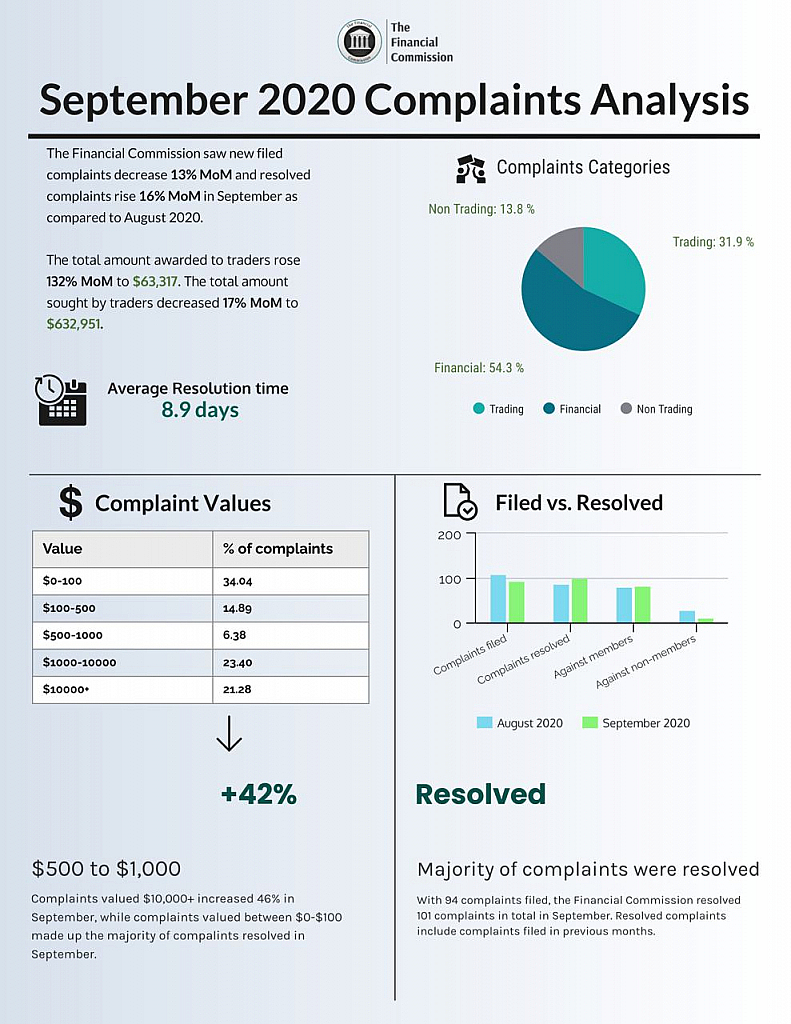 The
Financial
Commission
September 2020 Complaints Analysis
The Financial Commission saw new filed
complaints decrease 13% MoM and resolved
complaints rise 16% MoM in September as
compared to August 2020.
The total amount awarded to traders rose
132% MoM to $63,317. The total amount
sought by traders decreased 17% MoM to
$632,951.
Average Resolution time
8.9 days
Complaints Categories
Non Trading: 13.8 %
Trading: 31.9 %
Financial: 54.3 %
Trading Financial Non Trading
$ Complaint Values
Value % of complaints
$0-100 34.04
$100-500 14.89
$500-1000 6.38
$1000-10000 23.40
$10000+ 21.28
+42%
$500 to $1,000
Complaints valued $10,000+ increased 46% in
September, while complaints valued between $0-$100
made up the majority of compalints resolved in
September.
Filed vs. Resolved
200
100
0
Complaints filed
Complaints resolved
Against members
Against non-members
August 2020 September 2020
Resolved
Majority of complaints were resolved
With 94 complaints filed, the Financial Commission resolved
101 complaints in total in September. Resolved complaints
include complaints filed in previous months.